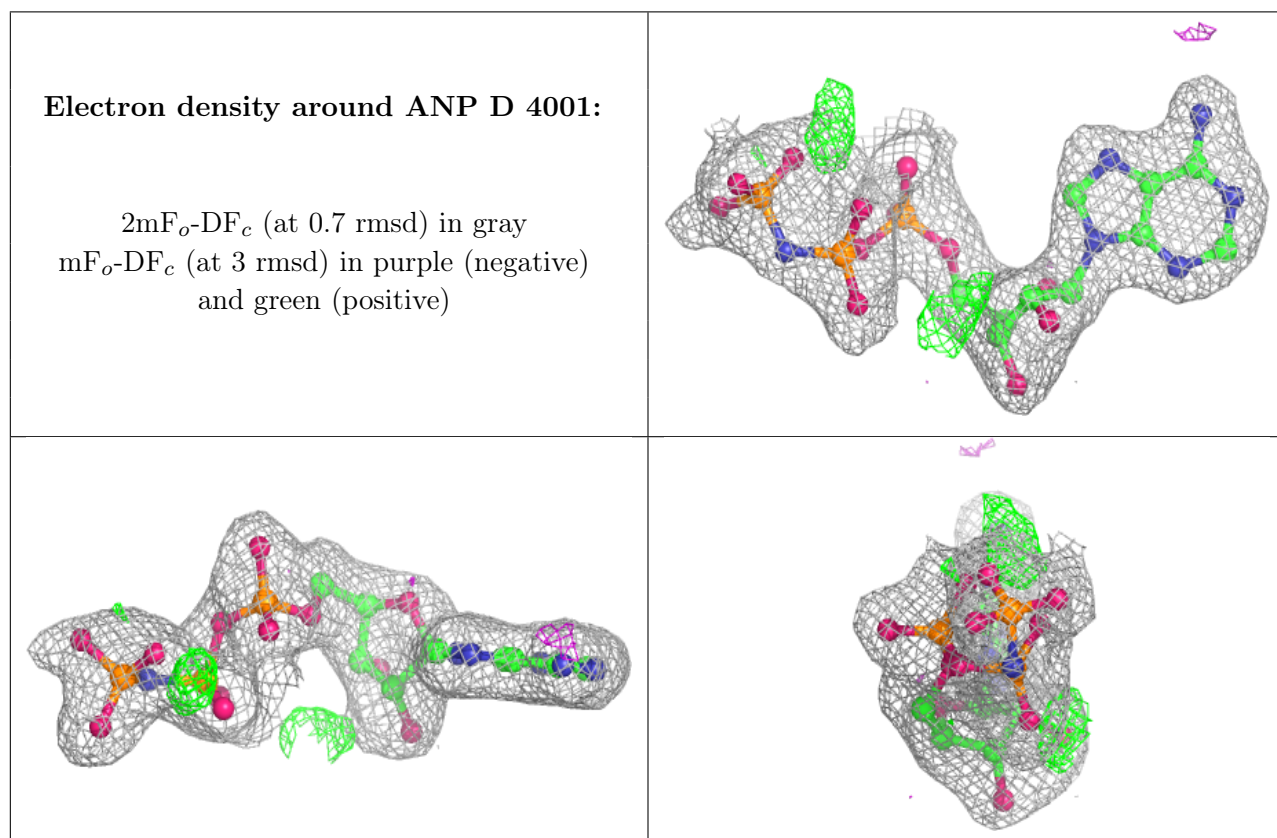 Electron density around ANP D 4001:
2mFo-DFc (at 0.7 rmsd) in gray
mFo-DFc (at 3 rmsd) in purple (negative)
and green (positive)